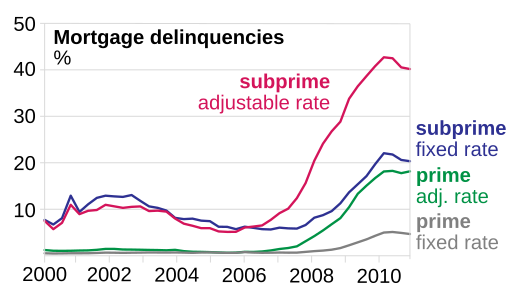 50
Mortgage delinquencies
%
40
subprime
adjustable rate
30
subprime
fixed rate
20
prime
adj. rate
10
prime
fixed rate
2000 2002 2004 2006 2008 2010